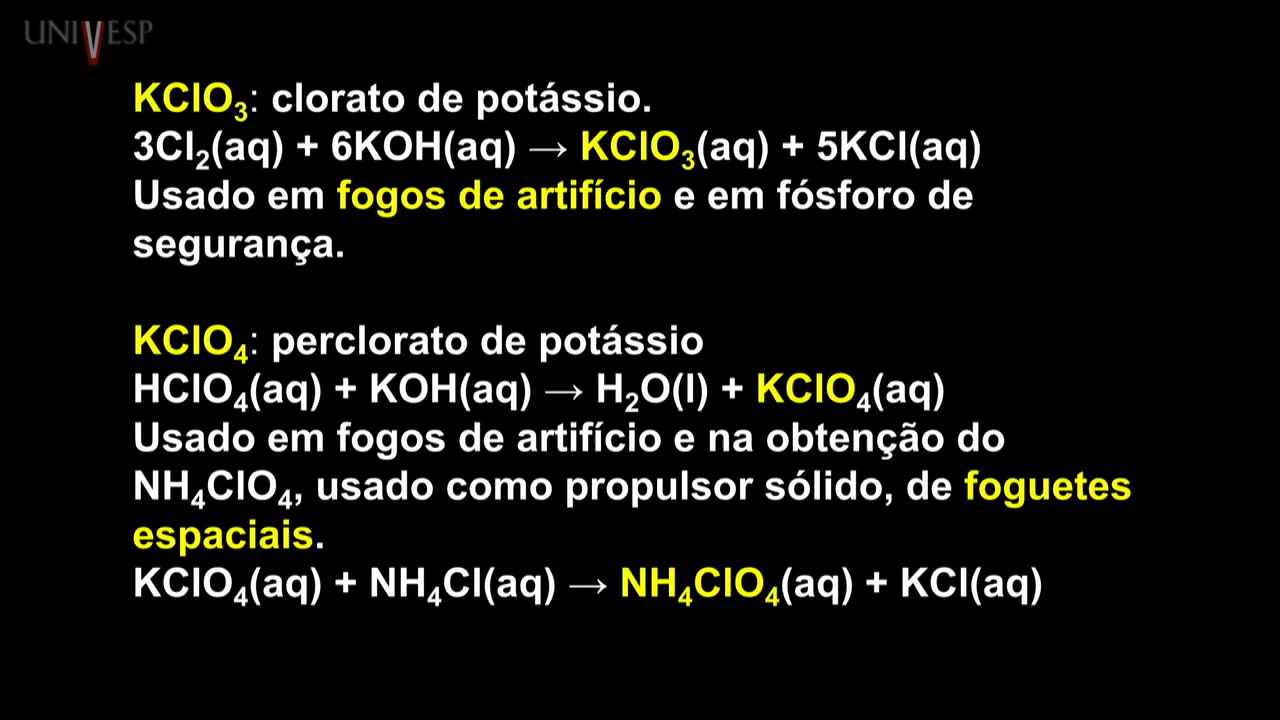 UNIVESP
KClO₃: clorato de potássio.
3Cl₂(aq) + 6KOH(aq) → KClO₃(aq) + 5KCl(aq)
Usado em fogos de artifício e em fósforo de
segurança.
KClO₄: perclorato de potássio
HClO₄(aq) + KOH(aq) → H₂O(l) + KClO₄(aq)
Usado em fogos de artifício e na obtenção do
NH₄ClO₄, usado como propulsor sólido, de foguetes
espaciais.
KClO₄(aq) + NH₄Cl(aq) → NH₄ClO₄(aq) + KCl(aq)